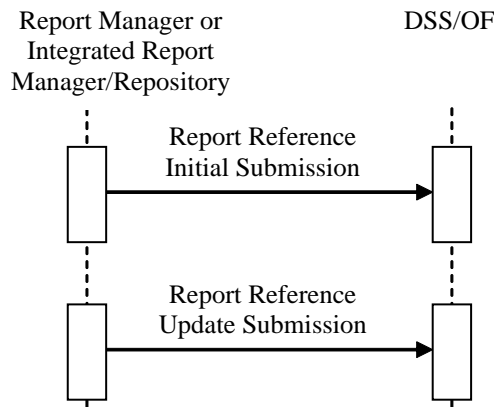 Report Manager or
Integrated Report
Manager/Repository
DSS/OF
Report Reference
Initial Submission
Report Reference
Update Submission